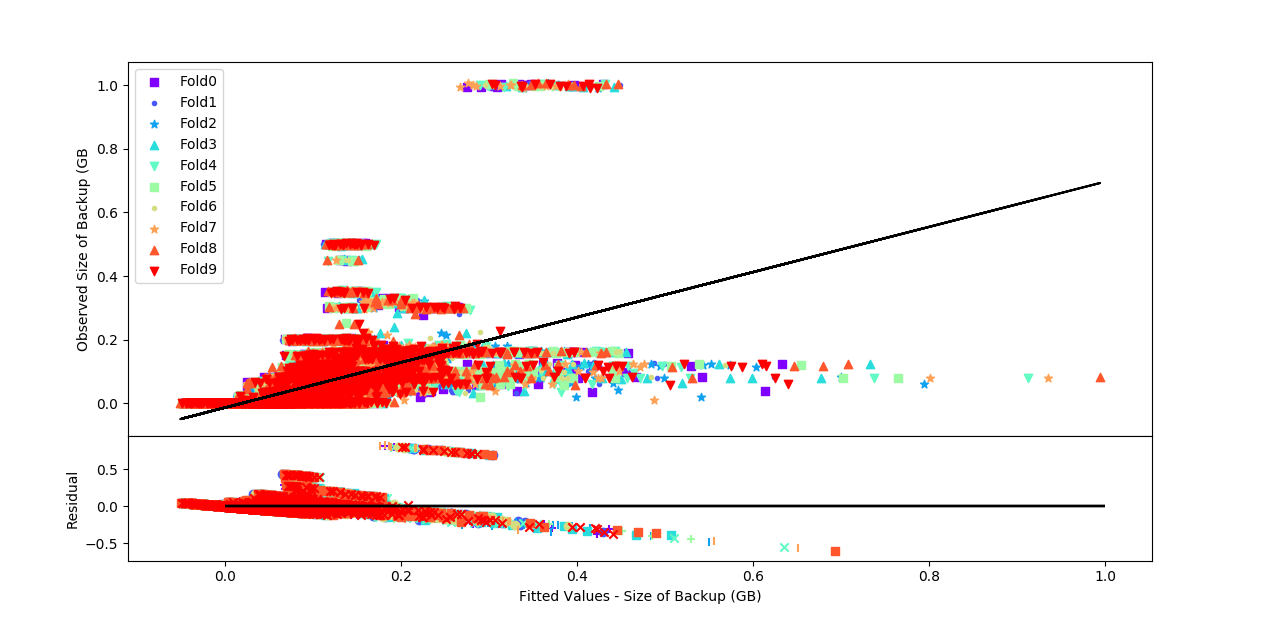 Observed Size of Backup (GB
1.0
0.8
0.6
0.4
0.2
0.0
Fold0
Fold1
Fold2
Fold3
Fold4
Fold5
Fold6
Fold7
Fold8
Fold9
Residual
0.5
0.0
−0.5
0.0 0.2 0.4 0.6 0.8 1.0
Fitted Values - Size of Backup (GB)